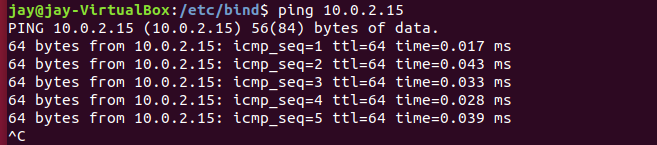 jay@jay-VirtualBox:/etc/bind$ ping 10.0.2.15
PING 10.0.2.15 (10.0.2.15) 56(84) bytes of data.
64 bytes from 10.0.2.15: icmp_seq=1 ttl=64 time=0.017 ms
64 bytes from 10.0.2.15: icmp_seq=2 ttl=64 time=0.043 ms
64 bytes from 10.0.2.15: icmp_seq=3 ttl=64 time=0.033 ms
64 bytes from 10.0.2.15: icmp_seq=4 ttl=64 time=0.028 ms
64 bytes from 10.0.2.15: icmp_seq=5 ttl=64 time=0.039 ms
^C